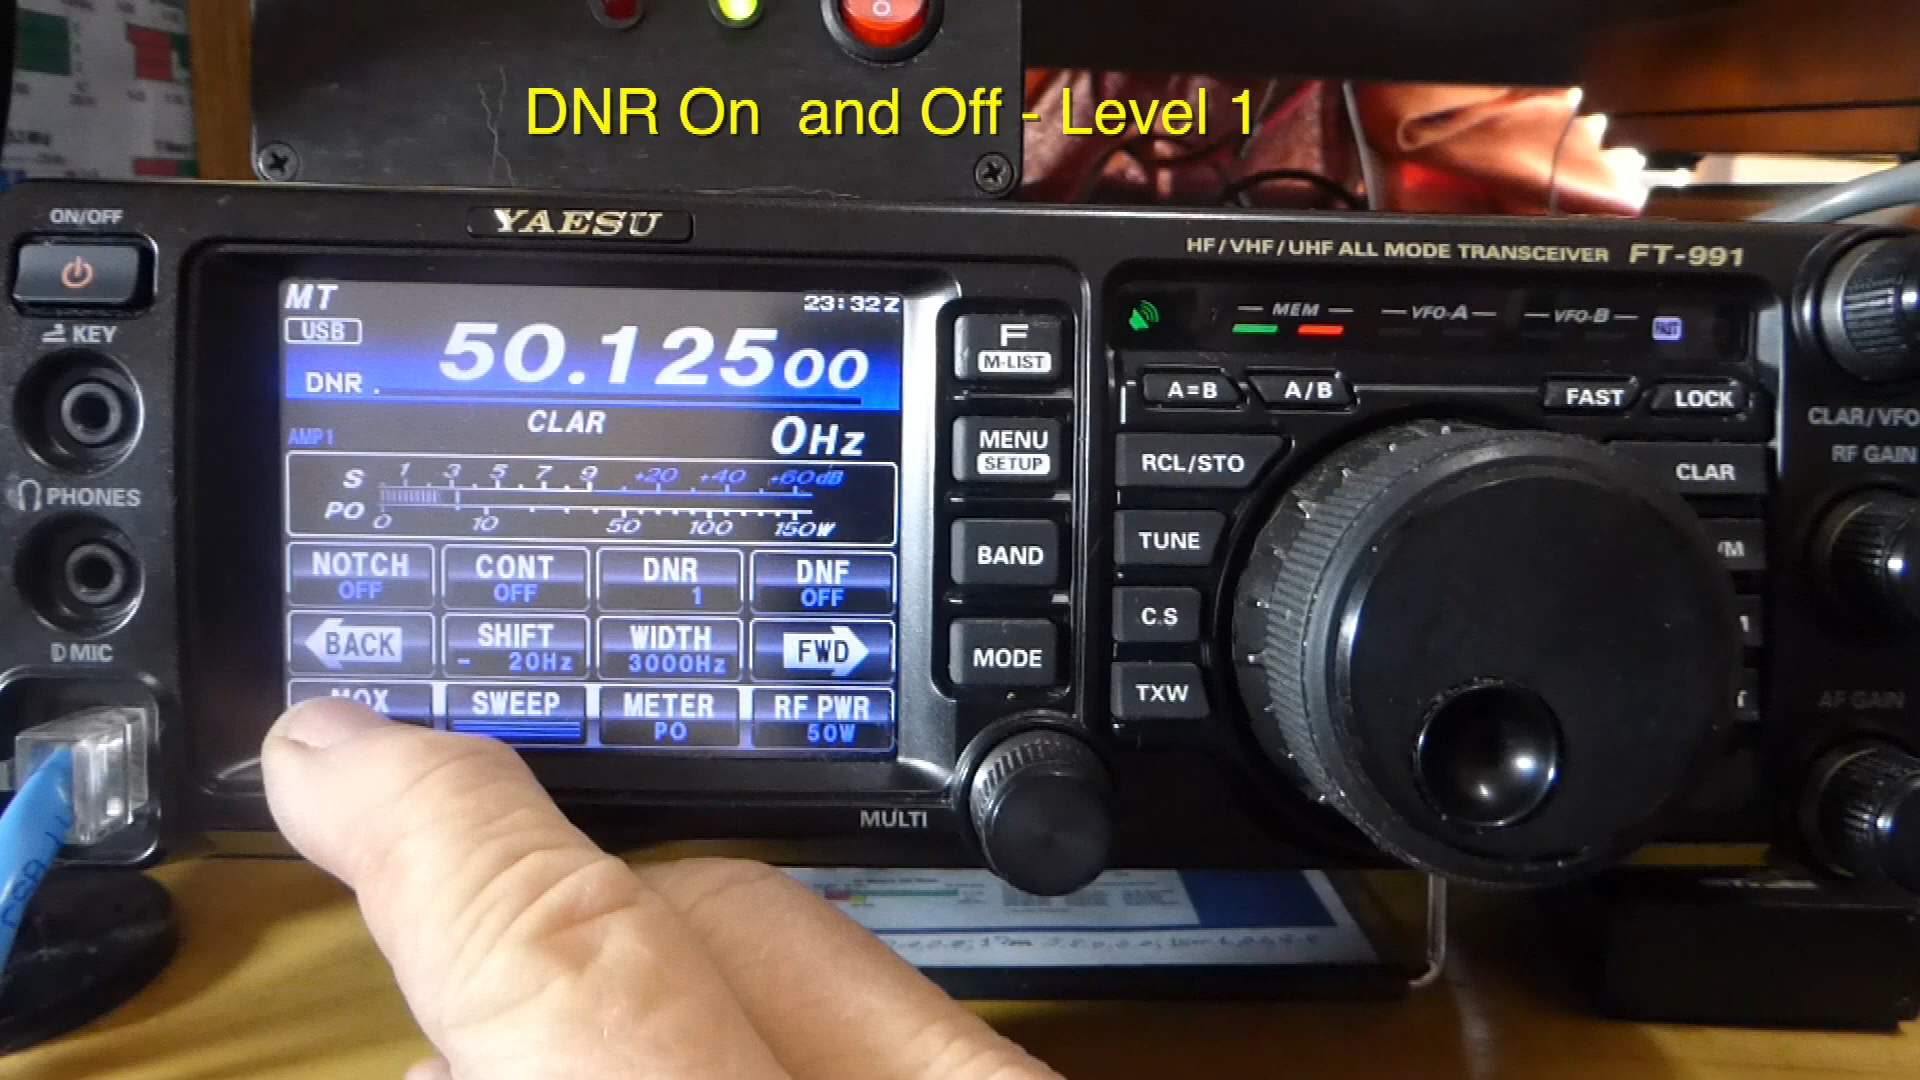 DNR On  and Off - Level 1
ON/OFF
YAESU
HF/VHF/UHF ALL MODE TRANSCEIVER FT-991
MT
23:32Z
USB
50.12500
DNR
CLAR
0Hz
AMP1
S 1 3 5 7 9 +20 +40 +60dB
PO 0 10 50 100 150W
NOTCH OFF
CONT OFF
DNR 1
DNF OFF
BACK
SHIFT - 20Hz
WIDTH 3000Hz
FWD
MOX
SWEEP
METER PO
RF PWR 50W
KEY
PHONES
MIC
F
M-LIST
MENU
SETUP
BAND
MODE
MULTI
MEM
VFO-A
VFO-B
FAST
A=B
A/B
FAST
LOCK
RCL/STO
CLAR
TUNE
/M
C.S
TXW
CLAR/VFO
RF GAIN
AF GAIN